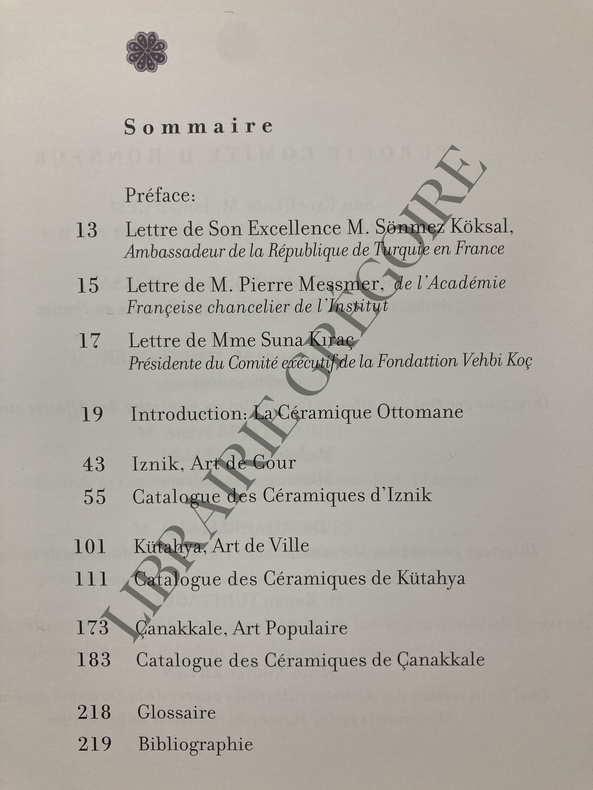 Sommaire
Préface:
13 Lettre de Son Excellence M. Sönmez Köksal,
Ambassadeur de la République de Turquie en France
15 Lettre de M. Pierre Messmer, de l'Académie
Françeise chancelier de l'Institut
17 Lettre de Mme Suna Kıraç
Présidente du Comité exécutif de la Fondattion Vehbi Koç
19 Introduction: La Céramique Ottomane
43 Iznik, Art de Cour
55 Catalogue des Céramiques d'Iznik
101 Kütahya, Art de Ville
111 Catalogue des Céramiques de Kütahya
173 Çanakkale, Art Populaire
183 Catalogue des Céramiques de Çanakkale
218 Glossaire
219 Bibliographie
LIBRAIRIE GREGOIRE